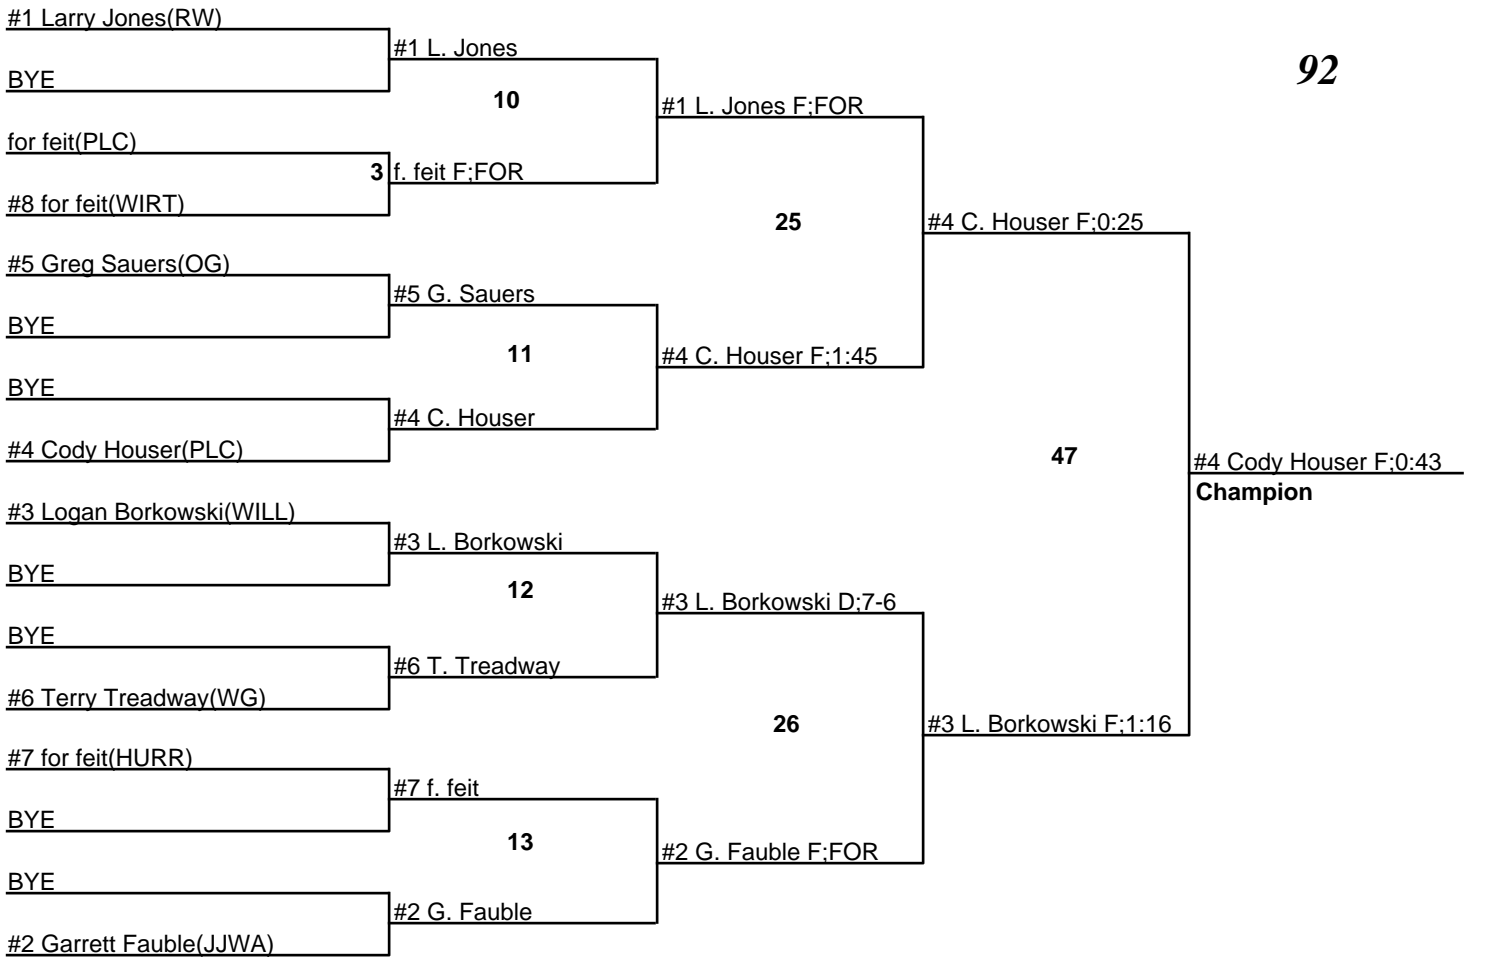 #1 Larry Jones(RW)
#1 L. Jones
92
BYE
10
#1 L. Jones F;FOR
for feit(PLC)
3
f. feit F;FOR
#8 for feit(WIRT)
25
#4 C. Houser F;0:25
#5 Greg Sauers(OG)
#5 G. Sauers
BYE
11
#4 C. Houser F;1:45
BYE
#4 C. Houser
#4 Cody Houser(PLC)
47
#4 Cody Houser F;0:43
Champion
#3 Logan Borkowski(WILL)
#3 L. Borkowski
BYE
12
#3 L. Borkowski D;7-6
BYE
#6 T. Treadway
#6 Terry Treadway(WG)
26
#3 L. Borkowski F;1:16
#7 for feit(HURR)
#7 f. feit
BYE
13
#2 G. Fauble F;FOR
BYE
#2 G. Fauble
#2 Garrett Fauble(JJWA)